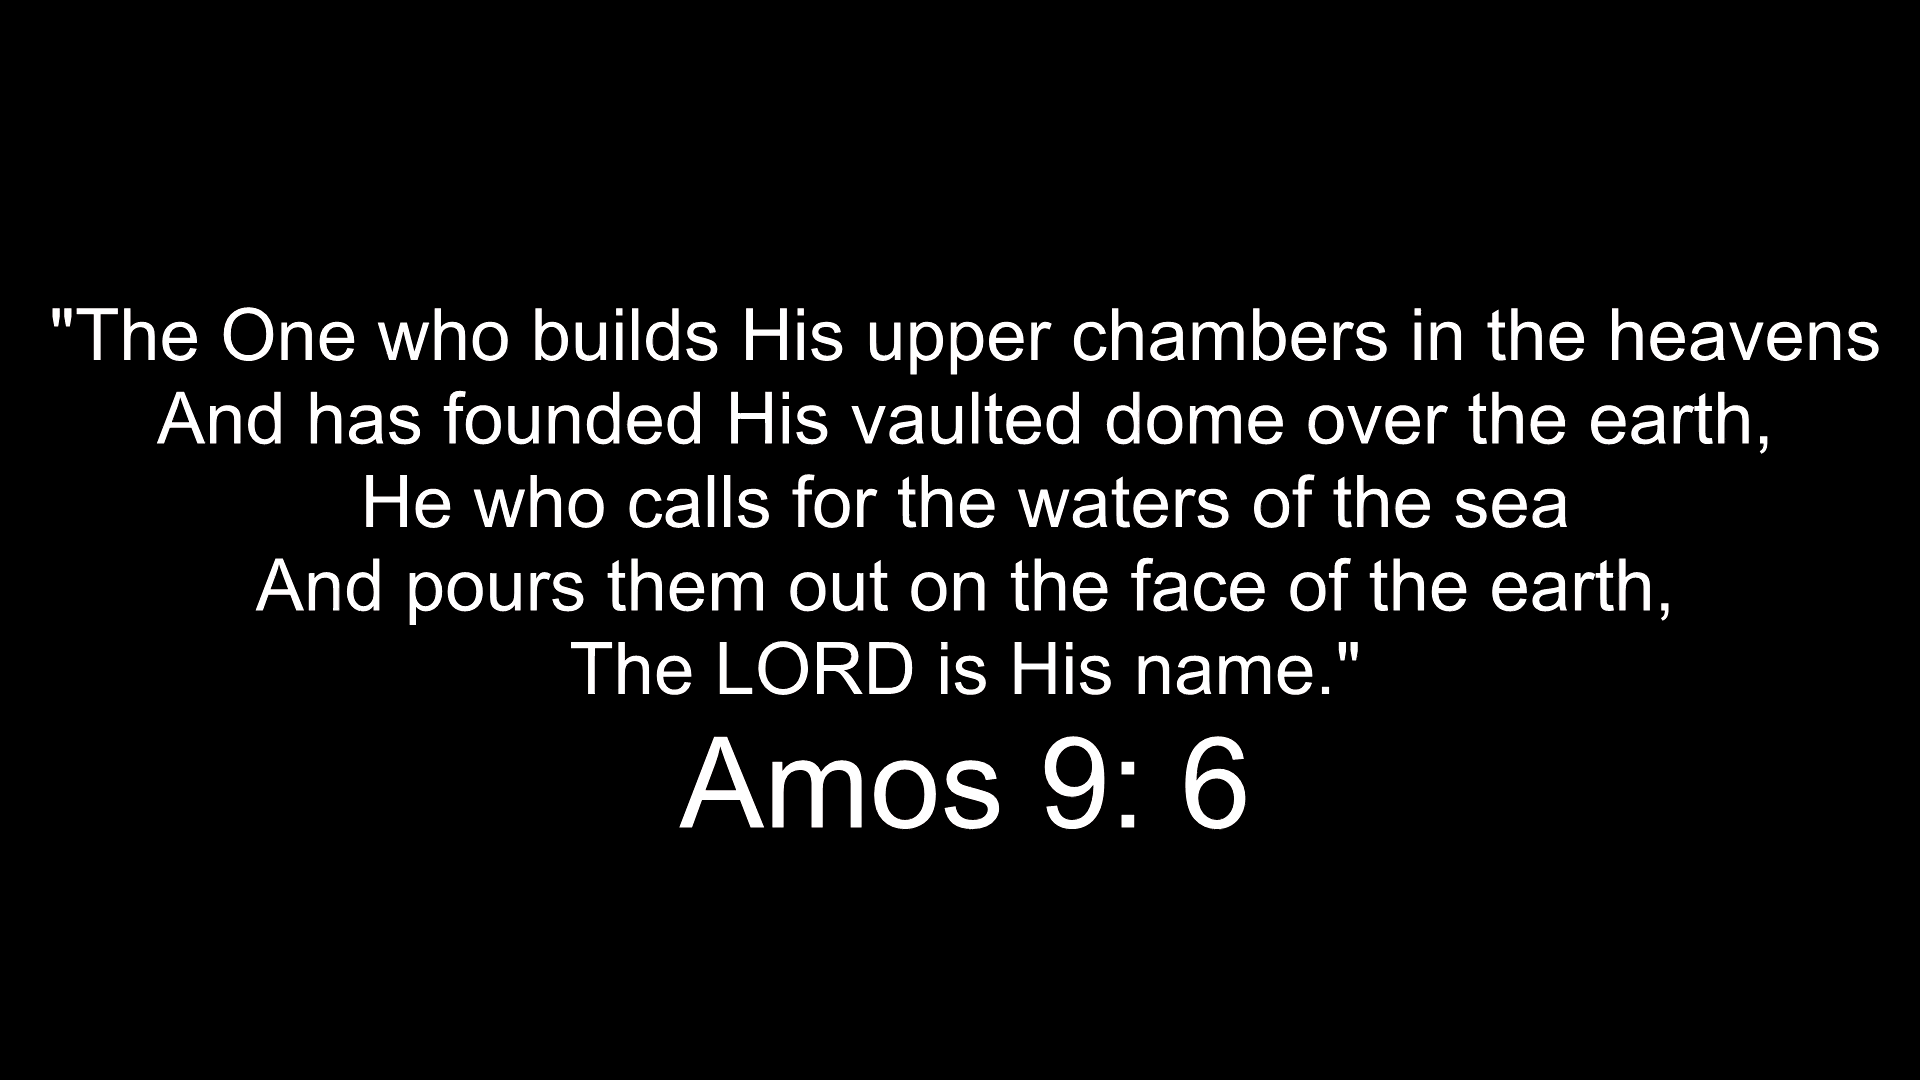 "The One who builds His upper chambers in the heavens
And has founded His vaulted dome over the earth,
He who calls for the waters of the sea
And pours them out on the face of the earth,
The LORD is His name."
Amos 9: 6